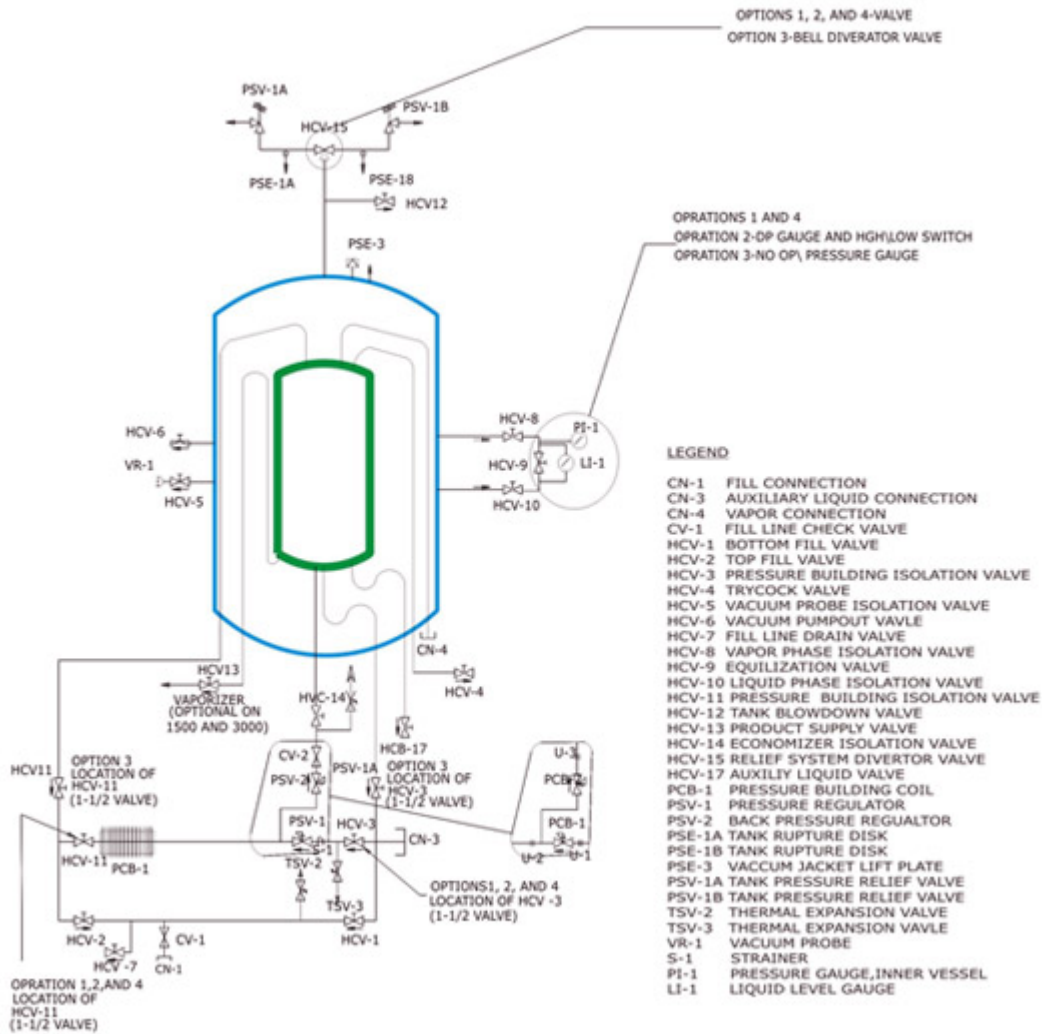 OPTIONS 1, 2, AND 4-VALVE
OPTION 3-BELL DIVERATOR VALVE
PSV-1A
PSV-1B
HCV-15
PSE-1A
PSE-18
HCV12
PSE-3
OPRATIONS 1 AND 4
OPRATION 2-DP GAUGE AND HGH\LOW SWITCH
OPRATION 3-NO OP\ PRESSURE GAUGE
HCV-8
PI-1
HCV-6
HCV-9
LI-1
VR-1
HCV-5
HCV-10
LEGEND
CN-1 FILL CONNECTION
CN-3 AUXILIARY LIQUID CONNECTION
CN-4 VAPOR CONNECTION
CV-1 FILL LINE CHECK VALVE
HCV-1 BOTTOM FILL VALVE
HCV-2 TOP FILL VALVE
HCV-3 PRESSURE BUILDING ISOLATION VALVE
HCV-4 TRYCOCK VALVE
HCV-5 VACUUM PROBE ISOLATION VALVE
HCV-6 VACUUM PUMPOUT VAVLE
HCV-7 FILL LINE DRAIN VALVE
HCV-8 VAPOR PHASE ISOLATION VALVE
HCV-9 EQUILIZATION VALVE
HCV-10 LIQUID PHASE ISOLATION VALVE
HCV-11 PRESSURE BUILDING ISOLATION VALVE
HCV-12 TANK BLOWDOWN VALVE
HCV-13 PRODUCT SUPPLY VALVE
HCV-14 ECONOMIZER ISOLATION VALVE
HCV-15 RELIEF SYSTEM DIVERTOR VALVE
HCV-17 AUXILIY LIQUID VALVE
PCB-1 PRESSURE BUILDING COIL
PSV-1 PRESSURE REGULATOR
PSV-2 BACK PRESSURE REGUALTOR
PSE-1A TANK RUPTURE DISK
PSE-1B TANK RUPTURE DISK
PSE-3 VACCUM JACKET LIFT PLATE
PSV-1A TANK PRESSURE RELIEF VALVE
PSV-1B TANK PRESSURE RELIEF VALVE
TSV-2 THERMAL EXPANSION VALVE
TSV-3 THERMAL EXPANSION VAVLE
VR-1 VACUUM PROBE
S-1 STRAINER
PI-1 PRESSURE GAUGE,INNER VESSEL
LI-1 LIQUID LEVEL GAUGE
CN-4
HCV13
VAPORIZER
(OPTIONAL ON
1500 AND 3000)
HVC-14
HCV-4
HCB-17
CV-2
HCV11
OPTION 3
LOCATION OF
HCV-11
(1-1/2 VALVE)
PSV-2
PSV-1A
OPTION 3
LOCATION OF
HCV-3
(1-1/2 VALVE)
U-3
PCB
PSV-1
S-1
HCV-3
CN-3
PCB-1
U-2
U-1
HCV-11
PCB-1
TSV-2
TSV-3
OPTIONS1, 2, AND 4
LOCATION OF HCV -3
(1-1/2 VALVE)
HCV-2
HCV -7
CV-1
CN-1
HCV-1
OPRATION 1,2,AND 4
LOCATION OF
HCV-11
(1-1/2 VALVE)